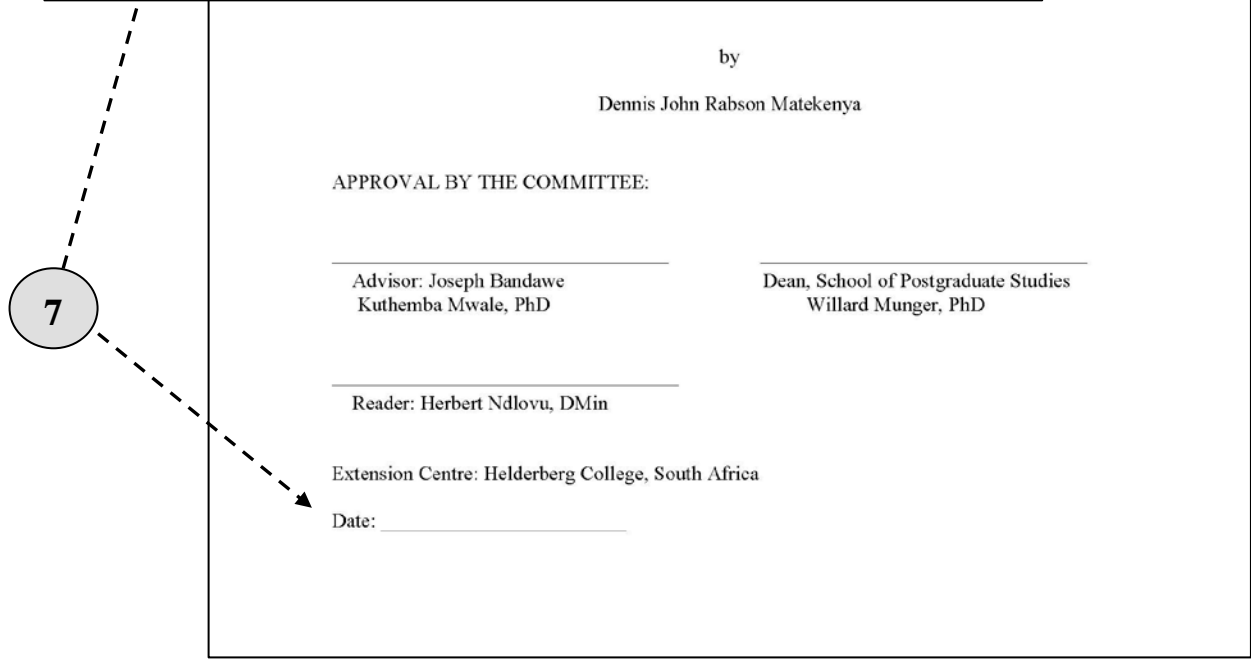 by
Dennis John Rabson Matekenya
APPROVAL BY THE COMMITTEE:
Advisor: Joseph Bandawe
Kuthemba Mwale, PhD
Dean, School of Postgraduate Studies
Willard Munger, PhD
7
Reader: Herbert Ndlovu, DMin
Extension Centre: Helderberg College, South Africa
Date: